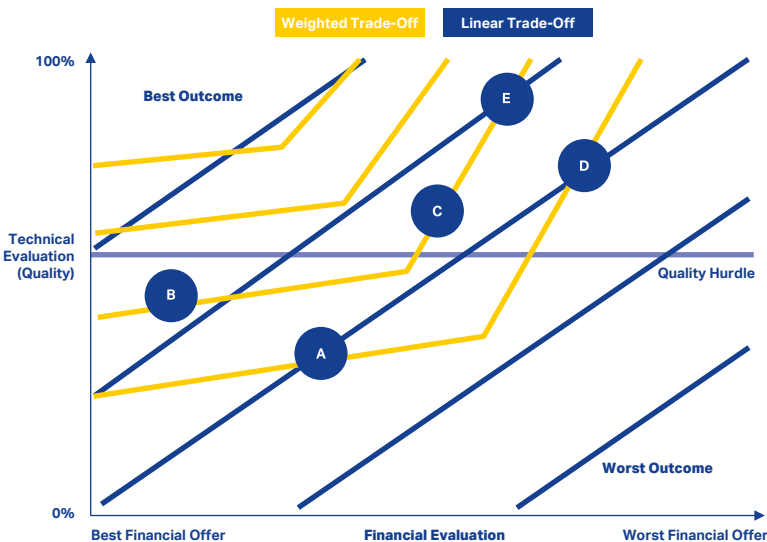 Weighted Trade-Off
Linear Trade-Off
100%
Best Outcome
E
D
C
Technical
Evaluation
(Quality)
Quality Hurdle
B
A
Worst Outcome
0%
Best Financial Offer
Financial Evaluation
Worst Financial Offer